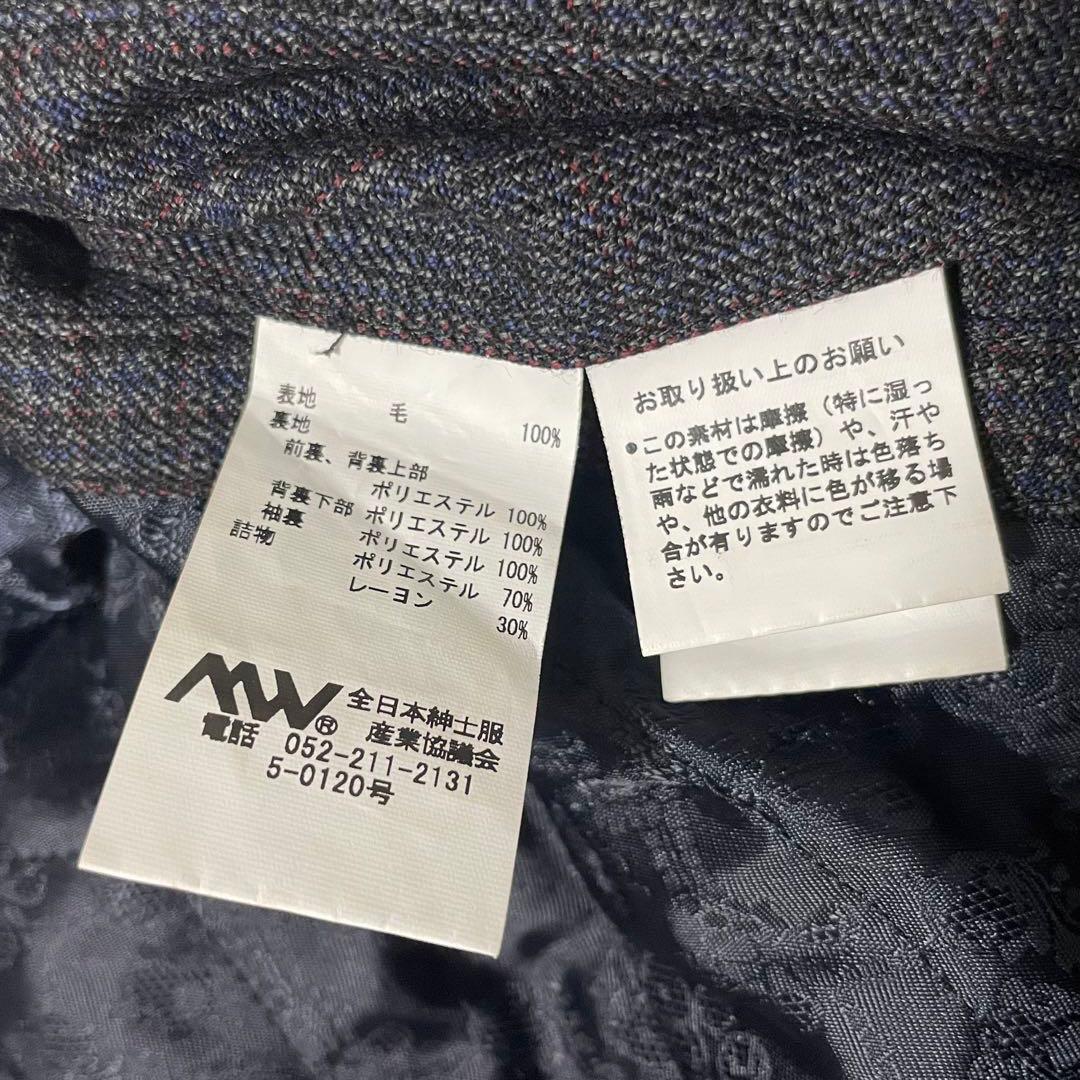 表地 毛 100%
裏地
前裏、背裏上部
ポリエステル 100%
背裏下部 ポリエステル 100%
袖裏 ポリエステル 100%
詰物 ポリエステル 70%
レーヨン 30%
MW® 全日本紳士服
産業協議会
電話 052-211-2131
5-0120号
お取り扱い上のお願い
●この素材は摩擦（特に湿っ
た状態での摩擦）や、汗や
雨などで濡れた時は色落ち
や、他の衣料に色が移る場
合が有りますのでご注意下
さい。